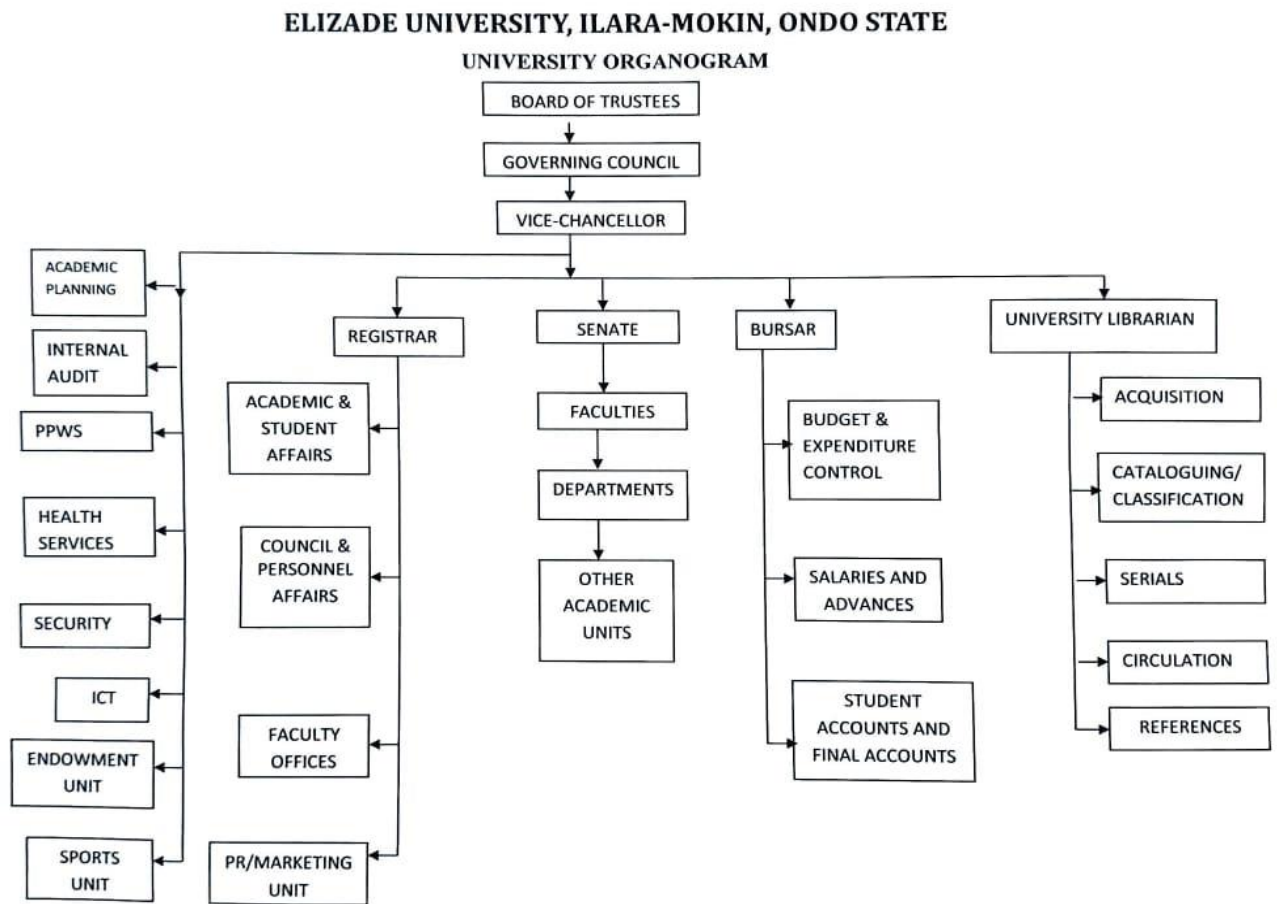 ELIZADE UNIVERSITY, ILARA-MOKIN, ONDO STATE
UNIVERSITY ORGANOGRAM
BOARD OF TRUSTEES
GOVERNING COUNCIL
VICE-CHANCELLOR
ACADEMIC
PLANNING
INTERNAL
AUDIT
PPWS
HEALTH
SERVICES
SECURITY
ICT
ENDOWMENT
UNIT
SPORTS
UNIT
REGISTRAR
ACADEMIC &
STUDENT
AFFAIRS
COUNCIL &
PERSONNEL
AFFAIRS
FACULTY
OFFICES
PR/MARKETING
UNIT
SENATE
FACULTIES
DEPARTMENTS
OTHER
ACADEMIC
UNITS
BURSAR
BUDGET &
EXPENDITURE
CONTROL
SALARIES AND
ADVANCES
STUDENT
ACCOUNTS AND
FINAL ACCOUNTS
UNIVERSITY LIBRARIAN
ACQUISITION
CATALOGUING/
CLASSIFICATION
SERIALS
CIRCULATION
REFERENCES